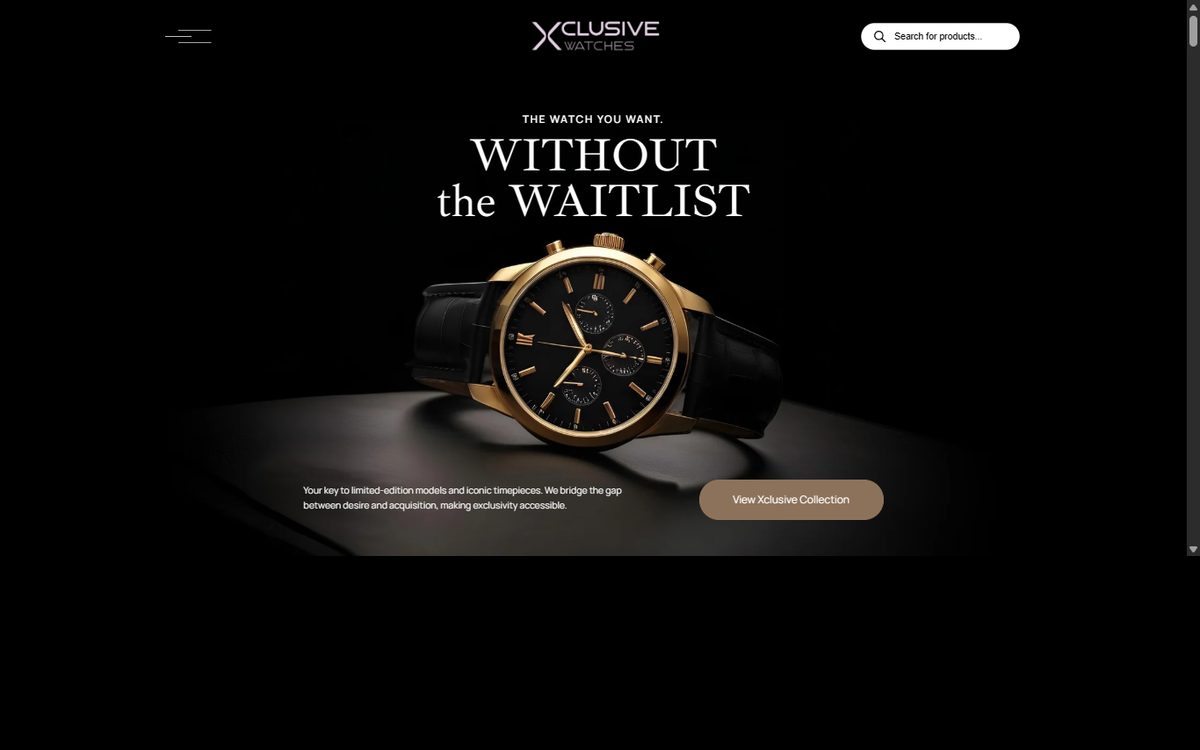 XCLUSIVE
WATCHES
Search for products...
THE WATCH YOU WANT.
WITHOUT
the WAITLIST
Your key to limited-edition models and iconic timepieces. We bridge the gap
between desire and acquisition, making exclusivity accessible.
View Xclusive Collection